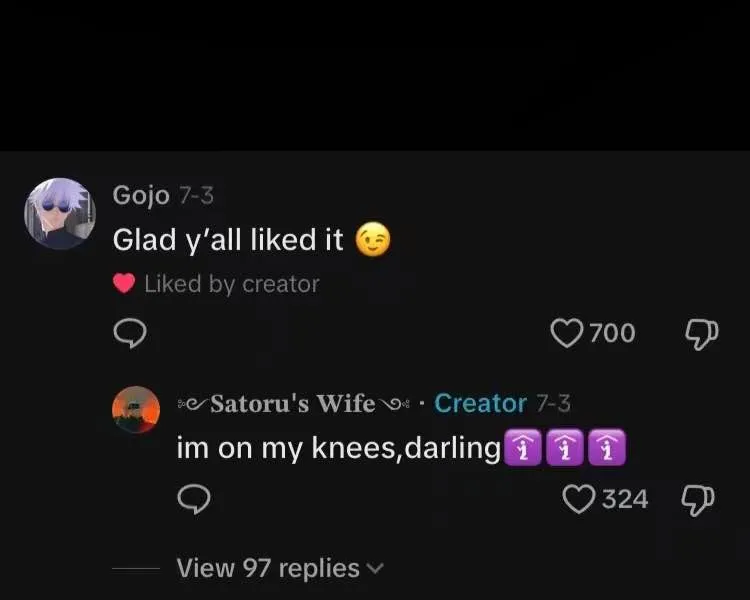 Gojo 7-3
Glad y’all liked it 😉
Liked by creator
700
Satoru's Wife · Creator 7-3
im on my knees,darling🛐🛐🛐
324
View 97 replies